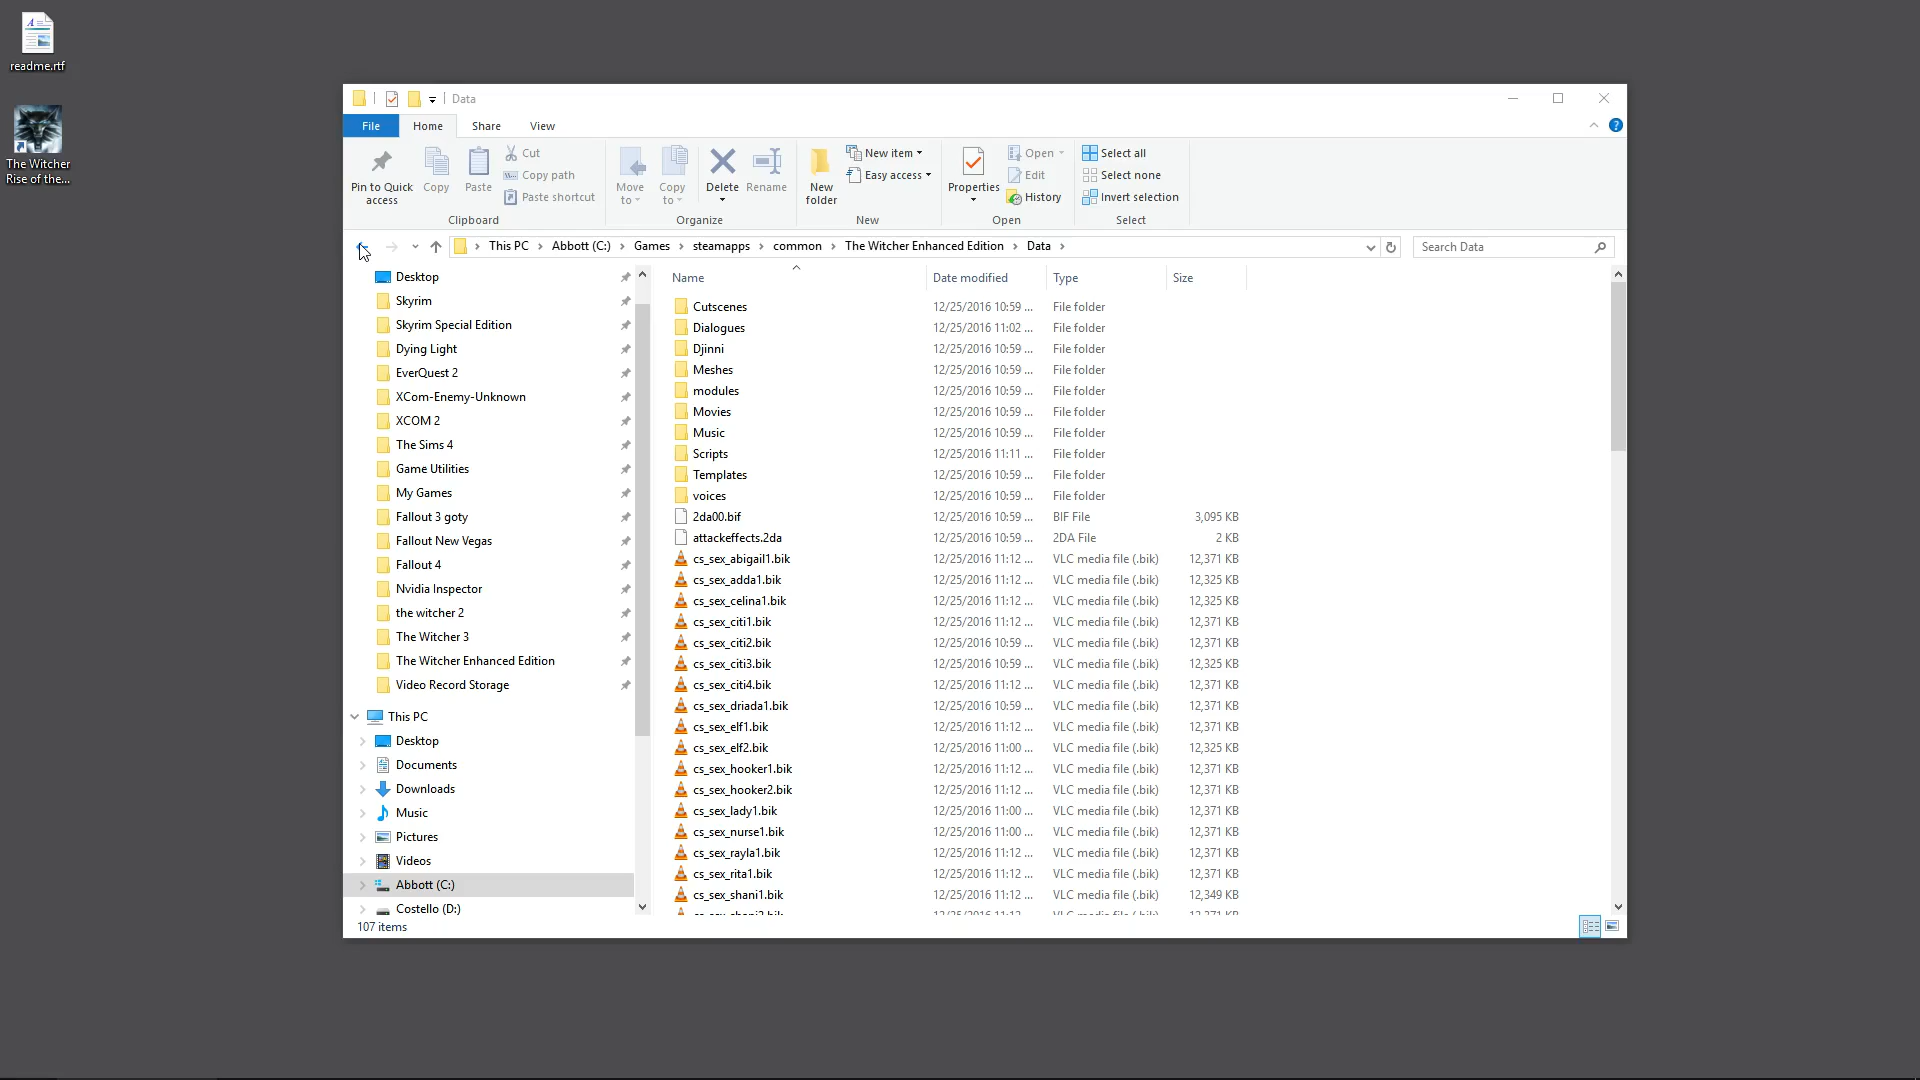 readme.rtf
The Witcher
Rise of the...
Data
File
Home
Share
View
Pin to Quick
access
Copy
Paste
Cut
Copy path
Paste shortcut
Clipboard
Move
to
Copy
to
Delete
Rename
Organize
New
folder
New item
Easy access
New
Properties
Open
Edit
History
Open
Select all
Select none
Invert selection
Select
This PC
Abbott (C:)
Games
steamapps
common
The Witcher Enhanced Edition
Data
Search Data
Desktop
Skyrim
Skyrim Special Edition
Dying Light
EverQuest 2
XCom-Enemy-Unknown
XCOM 2
The Sims 4
Game Utilities
My Games
Fallout 3 goty
Fallout New Vegas
Fallout 4
Nvidia Inspector
the witcher 2
The Witcher 3
The Witcher Enhanced Edition
Video Record Storage
This PC
Desktop
Documents
Downloads
Music
Pictures
Videos
Abbott (C:)
Costello (D:)
Name Date modified Type Size
Cutscenes 12/25/2016 10:59 ... File folder
Dialogues 12/25/2016 11:02 ... File folder
Djinni 12/25/2016 10:59 ... File folder
Meshes 12/25/2016 10:59 ... File folder
modules 12/25/2016 10:59 ... File folder
Movies 12/25/2016 10:59 ... File folder
Music 12/25/2016 10:59 ... File folder
Scripts 12/25/2016 11:11 ... File folder
Templates 12/25/2016 10:59 ... File folder
voices 12/25/2016 10:59 ... File folder
2da00.bif 12/25/2016 10:59 ... BIF File 3,095 KB
attackeffects.2da 12/25/2016 10:59 ... 2DA File 2 KB
cs_sex_abigail1.bik 12/25/2016 11:12 ... VLC media file (.bik) 12,371 KB
cs_sex_adda1.bik 12/25/2016 11:12 ... VLC media file (.bik) 12,325 KB
cs_sex_celina1.bik 12/25/2016 11:12 ... VLC media file (.bik) 12,325 KB
cs_sex_citi1.bik 12/25/2016 11:12 ... VLC media file (.bik) 12,371 KB
cs_sex_citi2.bik 12/25/2016 10:59 ... VLC media file (.bik) 12,371 KB
cs_sex_citi3.bik 12/25/2016 10:59 ... VLC media file (.bik) 12,325 KB
cs_sex_citi4.bik 12/25/2016 11:12 ... VLC media file (.bik) 12,371 KB
cs_sex_driada1.bik 12/25/2016 10:59 ... VLC media file (.bik) 12,371 KB
cs_sex_elf1.bik 12/25/2016 11:12 ... VLC media file (.bik) 12,371 KB
cs_sex_elf2.bik 12/25/2016 11:00 ... VLC media file (.bik) 12,325 KB
cs_sex_hooker1.bik 12/25/2016 11:12 ... VLC media file (.bik) 12,371 KB
cs_sex_hooker2.bik 12/25/2016 11:12 ... VLC media file (.bik) 12,371 KB
cs_sex_lady1.bik 12/25/2016 11:00 ... VLC media file (.bik) 12,371 KB
cs_sex_nurse1.bik 12/25/2016 11:00 ... VLC media file (.bik) 12,371 KB
cs_sex_rayla1.bik 12/25/2016 11:12 ... VLC media file (.bik) 12,371 KB
cs_sex_rita1.bik 12/25/2016 11:12 ... VLC media file (.bik) 12,371 KB
cs_sex_shani1.bik 12/25/2016 11:12 ... VLC media file (.bik) 12,349 KB
107 items